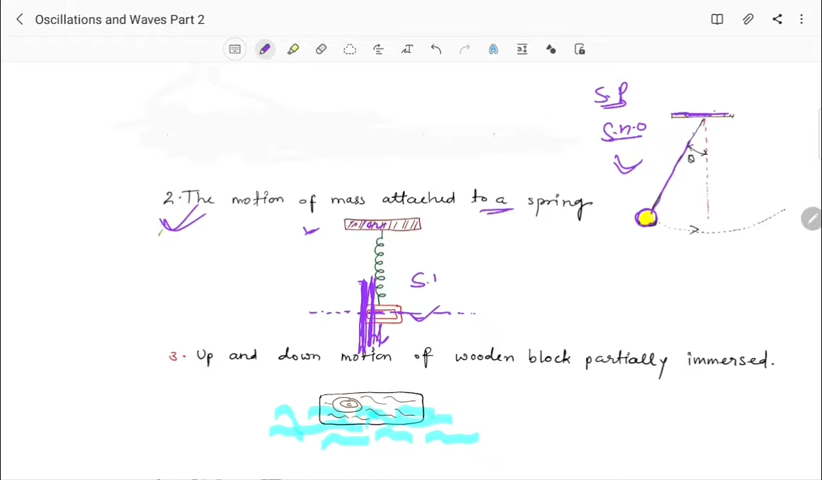 Oscillations and Waves Part 2
S.P
S.H.O
θ
2. The motion of mass attached to a spring
S.
3. Up and down motion of wooden block partially immersed.